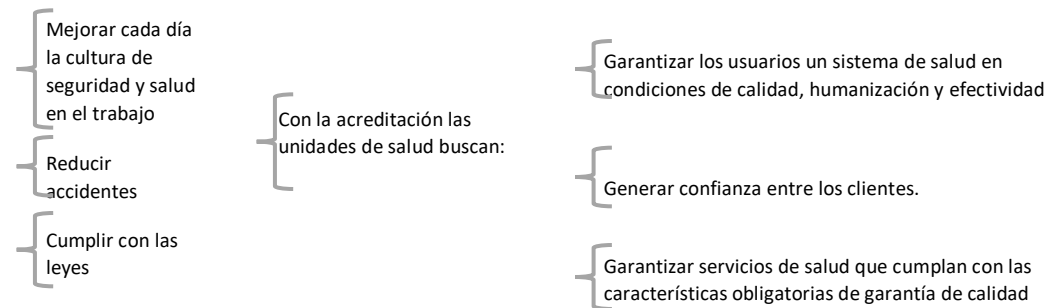 Mejorar cada día
la cultura de
seguridad y salud
en el trabajo
Reducir
accidentes
Cumplir con las
leyes
Con la acreditación las
unidades de salud buscan:
Garantizar los usuarios un sistema de salud en
condiciones de calidad, humanización y efectividad
Generar confianza entre los clientes.
Garantizar servicios de salud que cumplan con las
características obligatorias de garantía de calidad